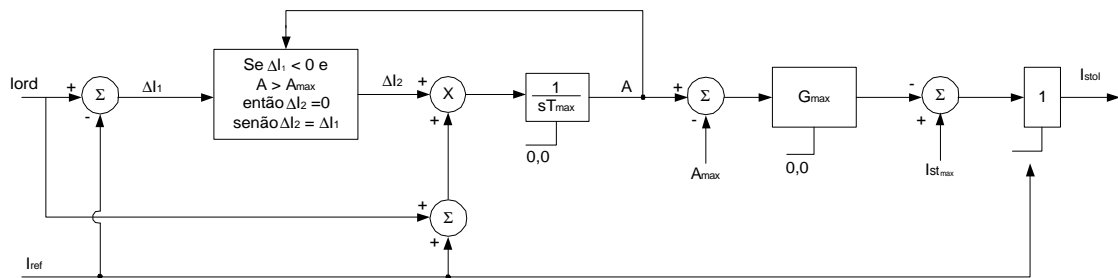 Iord
+
Σ
-
ΔI1
Se ΔI1 < 0 e
A > Amax
então ΔI2 =0
senão ΔI2 = ΔI1
ΔI2
+
X
+
1
sTmax
0,0
A
+
Σ
-
Amax
Gmax
0,0
-
Σ
+
Istmax
1
Istol
+
Σ
+
Iref